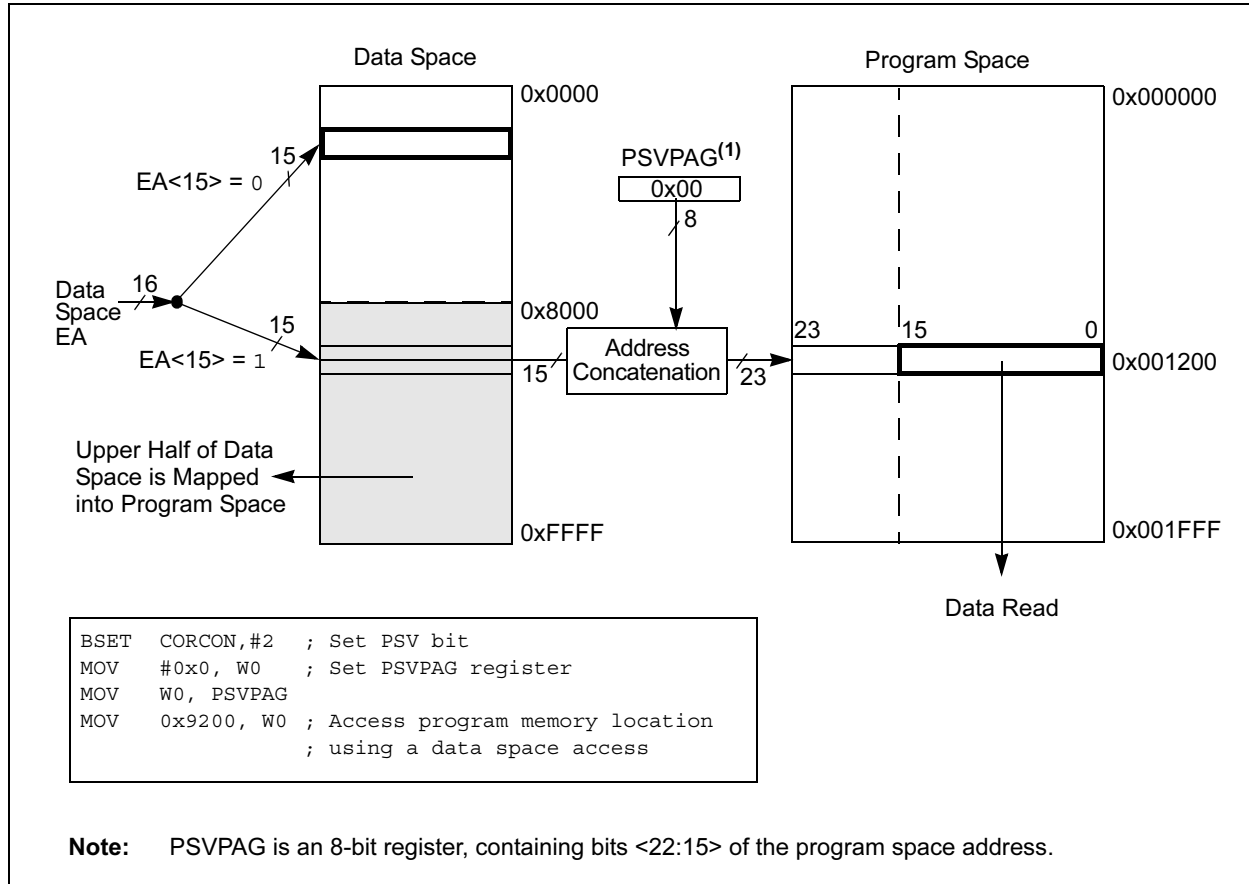 Data Space
Program Space
0x0000
0x000000
15
EA<15> = 0
PSVPAG(1)
0x00
8
16
Data
Space
EA
15
EA<15> = 1
0x8000
15
Address
Concatenation
23
23 15 0
0x001200
Upper Half of Data
Space is Mapped
into Program Space
0xFFFF
0x001FFF
Data Read
BSET CORCON,#2 ; Set PSV bit
MOV #0x0, W0 ; Set PSVPAG register
MOV W0, PSVPAG
MOV 0x9200, W0 ; Access program memory location
; using a data space access
Note: PSVPAG is an 8-bit register, containing bits <22:15> of the program space address.